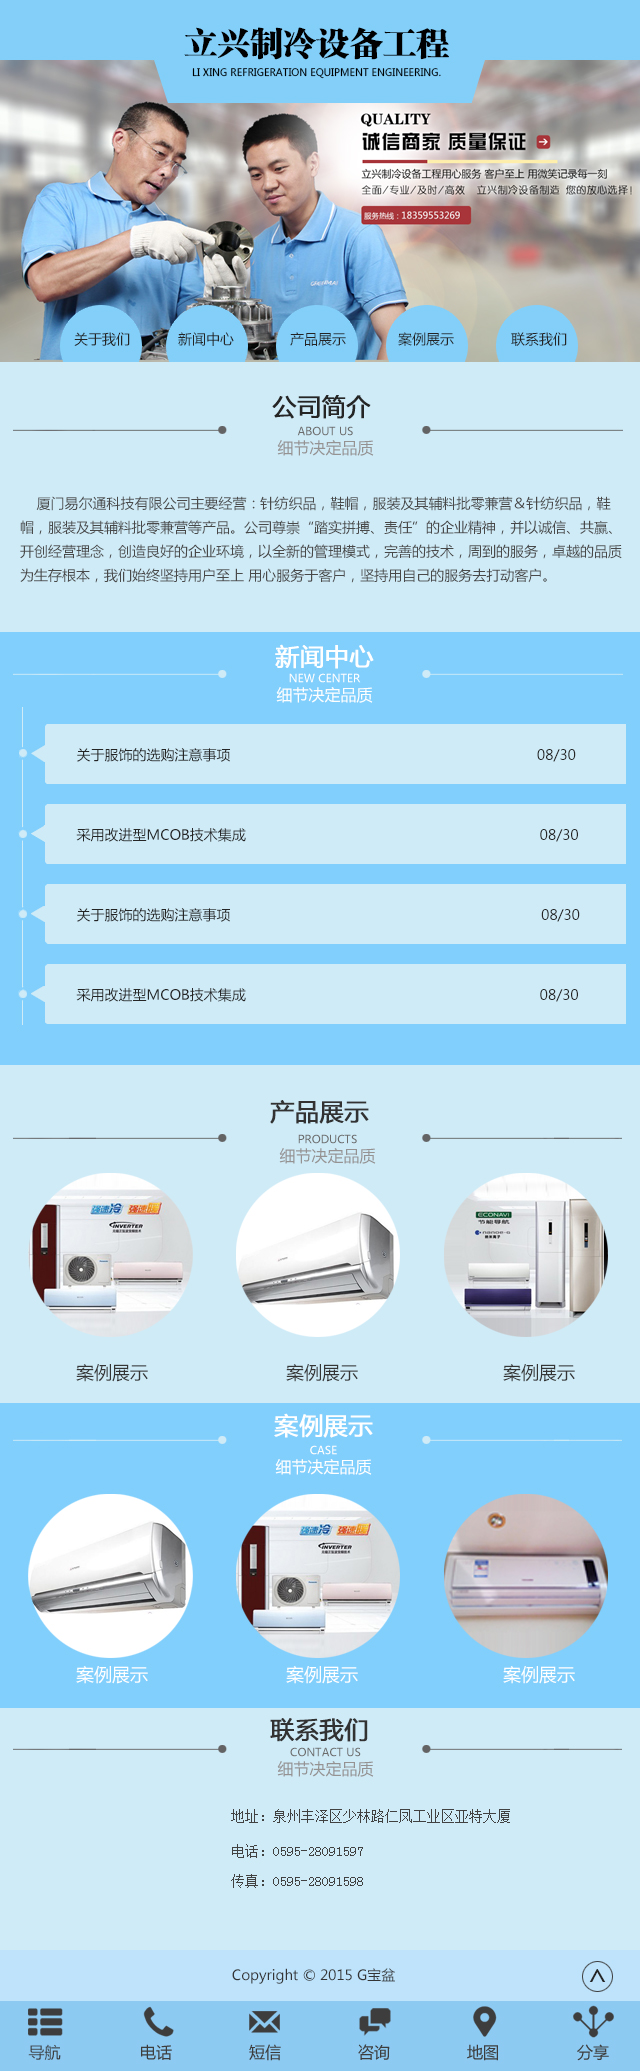 立兴制冷设备工程
LI XING REFRIGERATION EQUIPMENT ENGINEERING.
QUALITY
诚信商家 质量保证
立兴制冷设备工程用心服务 客户至上 用微笑记录每一刻
全面/专业/及时/高效 立兴制冷设备制造 您的放心选择!
服务热线:18359553269
关于我们 新闻中心 产品展示 案例展示 联系我们
公司简介
ABOUT US
细节决定品质
厦门易尔通科技有限公司主要经营:针纺织品,鞋帽,服装及其辅料批零兼营&针纺织品,鞋
帽,服装及其辅料批零兼营等产品。公司尊崇“踏实拼搏、责任”的企业精神,并以诚信、共赢、
开创经营理念,创造良好的企业环境,以全新的管理模式,完善的技术,周到的服务,卓越的品质
为生存根本,我们始终坚持用户至上 用心服务于客户,坚持用自己的服务去打动客户。
新闻中心
NEW CENTER
细节决定品质
关于服饰的选购注意事项 08/30
采用改进型MCOB技术集成 08/30
关于服饰的选购注意事项 08/30
采用改进型MCOB技术集成 08/30
产品展示
PRODUCTS
细节决定品质
强速冷 强速暖
INVERTER
ECONAVI
节能导航
nanoe-G
案例展示 案例展示 案例展示
案例展示
CASE
细节决定品质
强速冷 强速暖
INVERTER
案例展示 案例展示 案例展示
联系我们
CONTACT US
细节决定品质
地址:泉州丰泽区少林路仁凤工业区亚特大厦
电话:0595-28091597
传真:0595-28091598
Copyright © 2015 G宝盆
导航 电话 短信 咨询 地图 分享